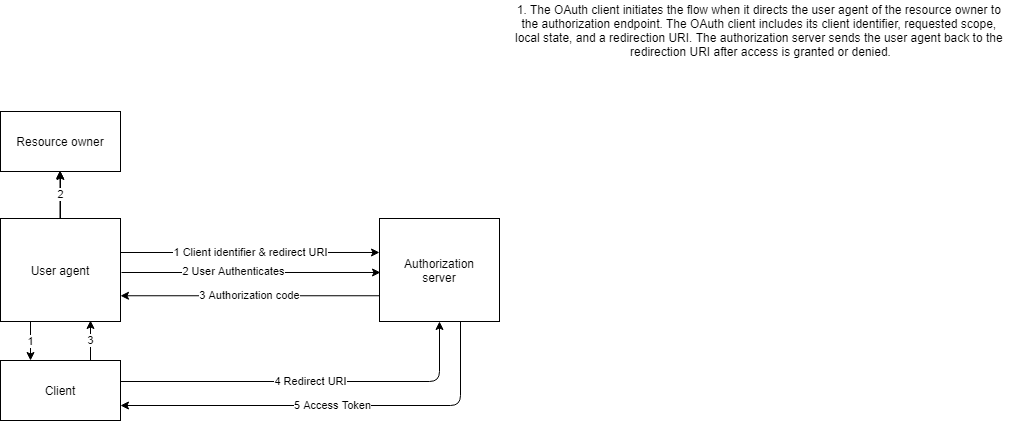 1. The OAuth client initiates the flow when it directs the user agent of the resource owner to
the authorization endpoint. The OAuth client includes its client identifier, requested scope,
local state, and a redirection URI. The authorization server sends the user agent back to the
redirection URI after access is granted or denied.
Resource owner
2
User agent
1 Client identifier & redirect URI
2 User Authenticates
3 Authorization code
Authorization
server
1
3
Client
4 Redirect URI
5 Access Token